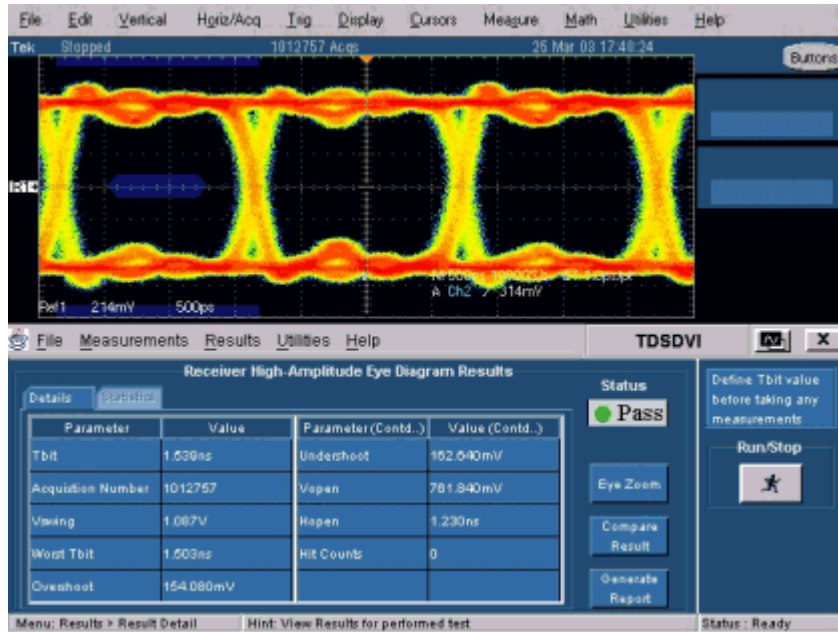 File Edit Vertical Horiz/Acq Trig Display Cursors Measure Math Utilities Help
Tek Stopped 1012757 Acqs 25 Mar 03 17:40:24
Buttons
A Ch2 314mV
Ref1 214mV 500ps
File Measurements Results Utilities Help TDSDVI X
Receiver High-Amplitude Eye Diagram Results
Details Statistics
Status
Pass
Define Tbit value
before taking any
measurements
Run/Stop
Parameter Value Parameter (Contd..) Value (Contd..)
Tbit 1.539ns Undershoot 162.640mV
Acquistion Number 1012757 Vopen 781.840mV
Vswing 1.087V Hopen 1.230ns
Worst Tbit 1.503ns Hit Counts 0
Overshoot 154.080mV
Eye Zoom
Compare
Result
Generate
Report
Menu: Results > Result Detail Hint: View Results for performed test Status : Ready